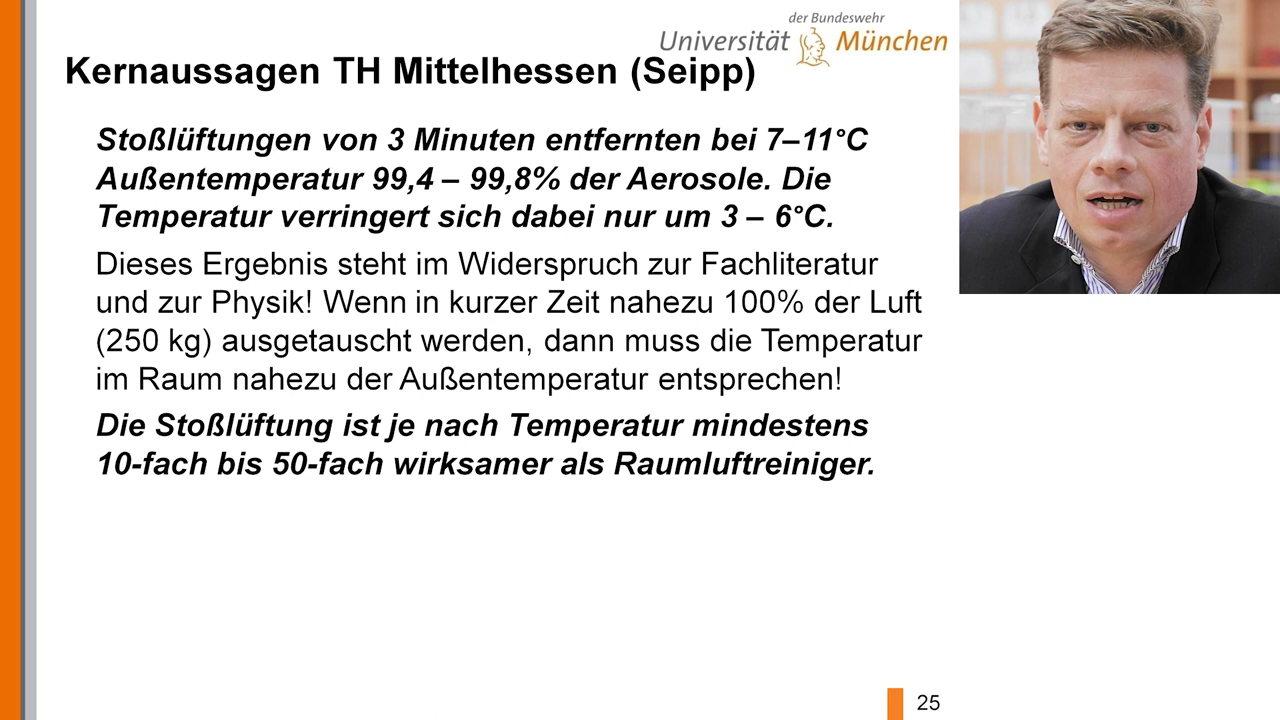 der Bundeswehr
Universität München
Kernaussagen TH Mittelhessen (Seipp)
Stoßlüftungen von 3 Minuten entfernten bei 7–11°C
Außentemperatur 99,4 – 99,8% der Aerosole. Die
Temperatur verringert sich dabei nur um 3 – 6°C.
Dieses Ergebnis steht im Widerspruch zur Fachliteratur
und zur Physik! Wenn in kurzer Zeit nahezu 100% der Luft
(250 kg) ausgetauscht werden, dann muss die Temperatur
im Raum nahezu der Außentemperatur entsprechen!
Die Stoßlüftung ist je nach Temperatur mindestens
10-fach bis 50-fach wirksamer als Raumluftreiniger.
25